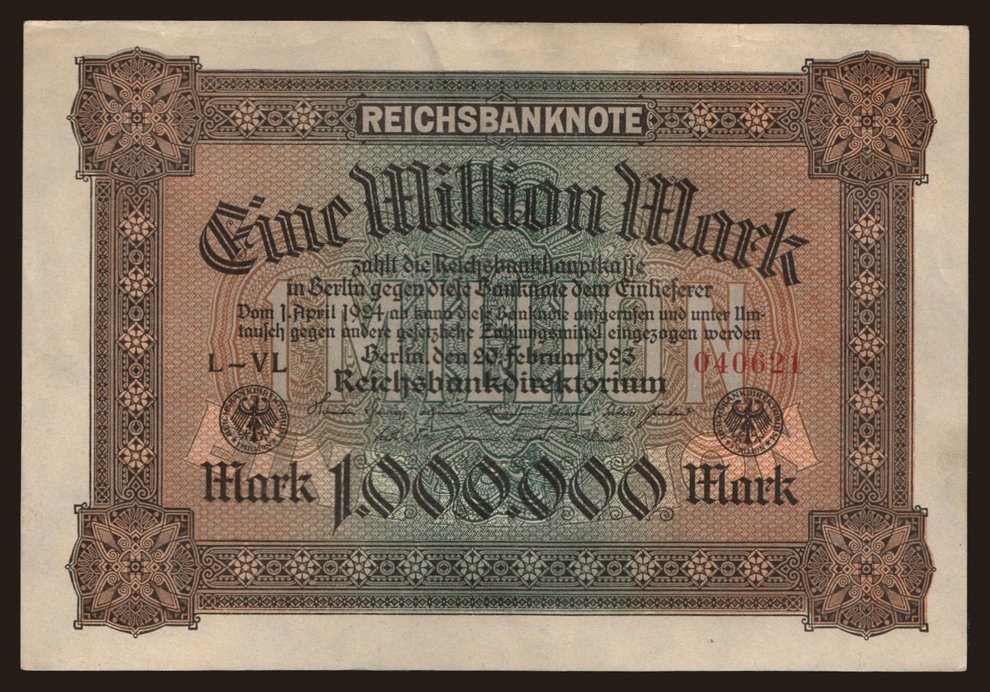 REICHSBANKNOTE
Eine Million Mark
zahlt die Reichsbankhauptkasse
in Berlin gegen diese Banknote dem Einlieferer
Vom 1. April 1924 ab kann diese Banknote aufgerufen und unter Um-
tausch gegen andere gesetzliche Zahlungsmittel eingezogen werden
L-VL
Berlin, den 20. Februar 1923
040621
Reichsbankdirektorium
1 MILLION
Mark 1.000.000 Mark